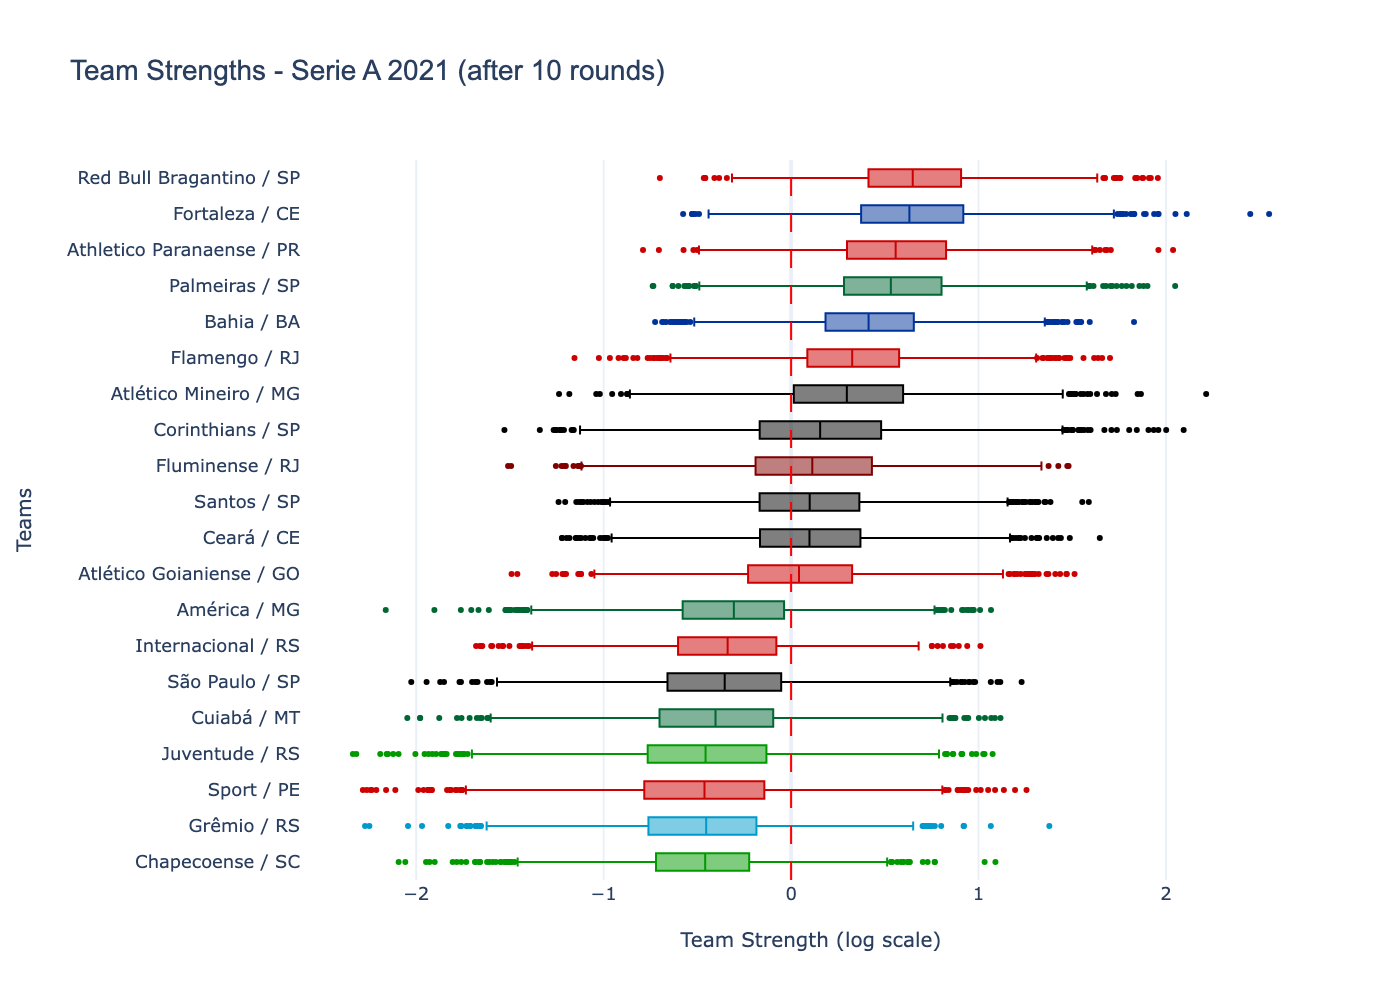 Team Strengths - Serie A 2021 (after 10 rounds)
Red Bull Bragantino / SP
Fortaleza / CE
Athletico Paranaense / PR
Palmeiras / SP
Bahia / BA
Flamengo / RJ
Atlético Mineiro / MG
Corinthians / SP
Fluminense / RJ
Santos / SP
Ceará / CE
Atlético Goianiense / GO
América / MG
Internacional / RS
São Paulo / SP
Cuiabá / MT
Juventude / RS
Sport / PE
Grêmio / RS
Chapecoense / SC
Teams
−2 −1 0 1 2
Team Strength (log scale)